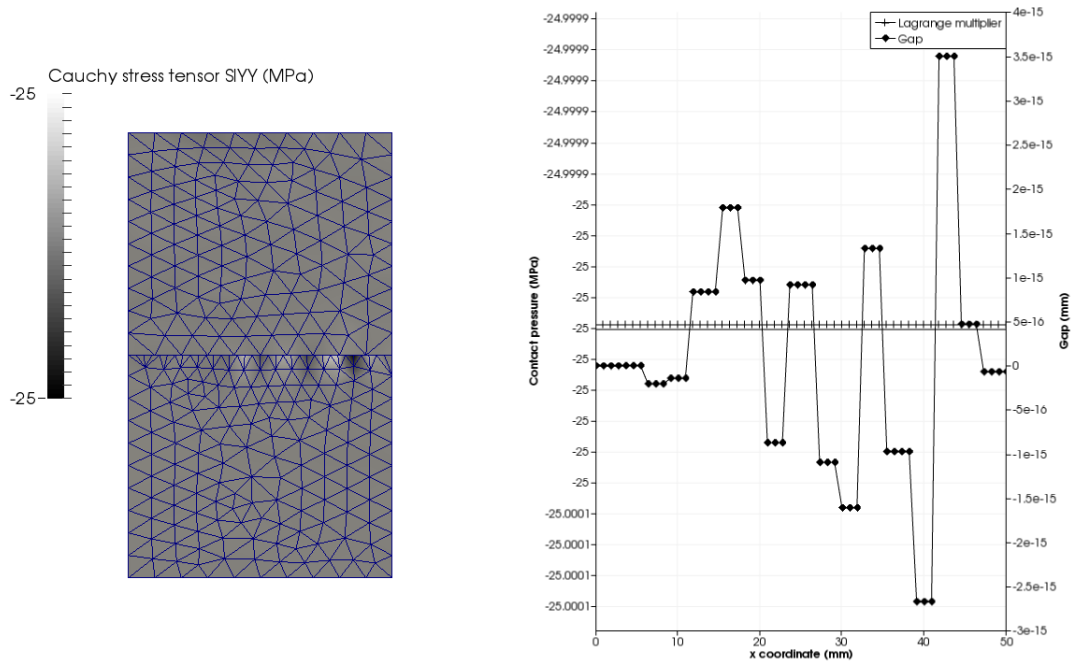 Cauchy stress tensor SIYY (MPa)
-25
-25
Contact pressure (MPa)
-24.9999
-24.9999
-24.9999
-24.9999
-24.9999
-24.9999
-25
-25
-25
-25
-25
-25
-25
-25
-25
-25
-25.0001
-25.0001
-25.0001
-25.0001
Lagrange multiplier
Gap
4e-15
3.5e-15
3e-15
2.5e-15
2e-15
1.5e-15
1e-15
5e-16
0
-5e-16
-1e-15
-1.5e-15
-2e-15
-2.5e-15
-3e-15
Gap (mm)
0 10 20 30 40 50
x coordinate (mm)